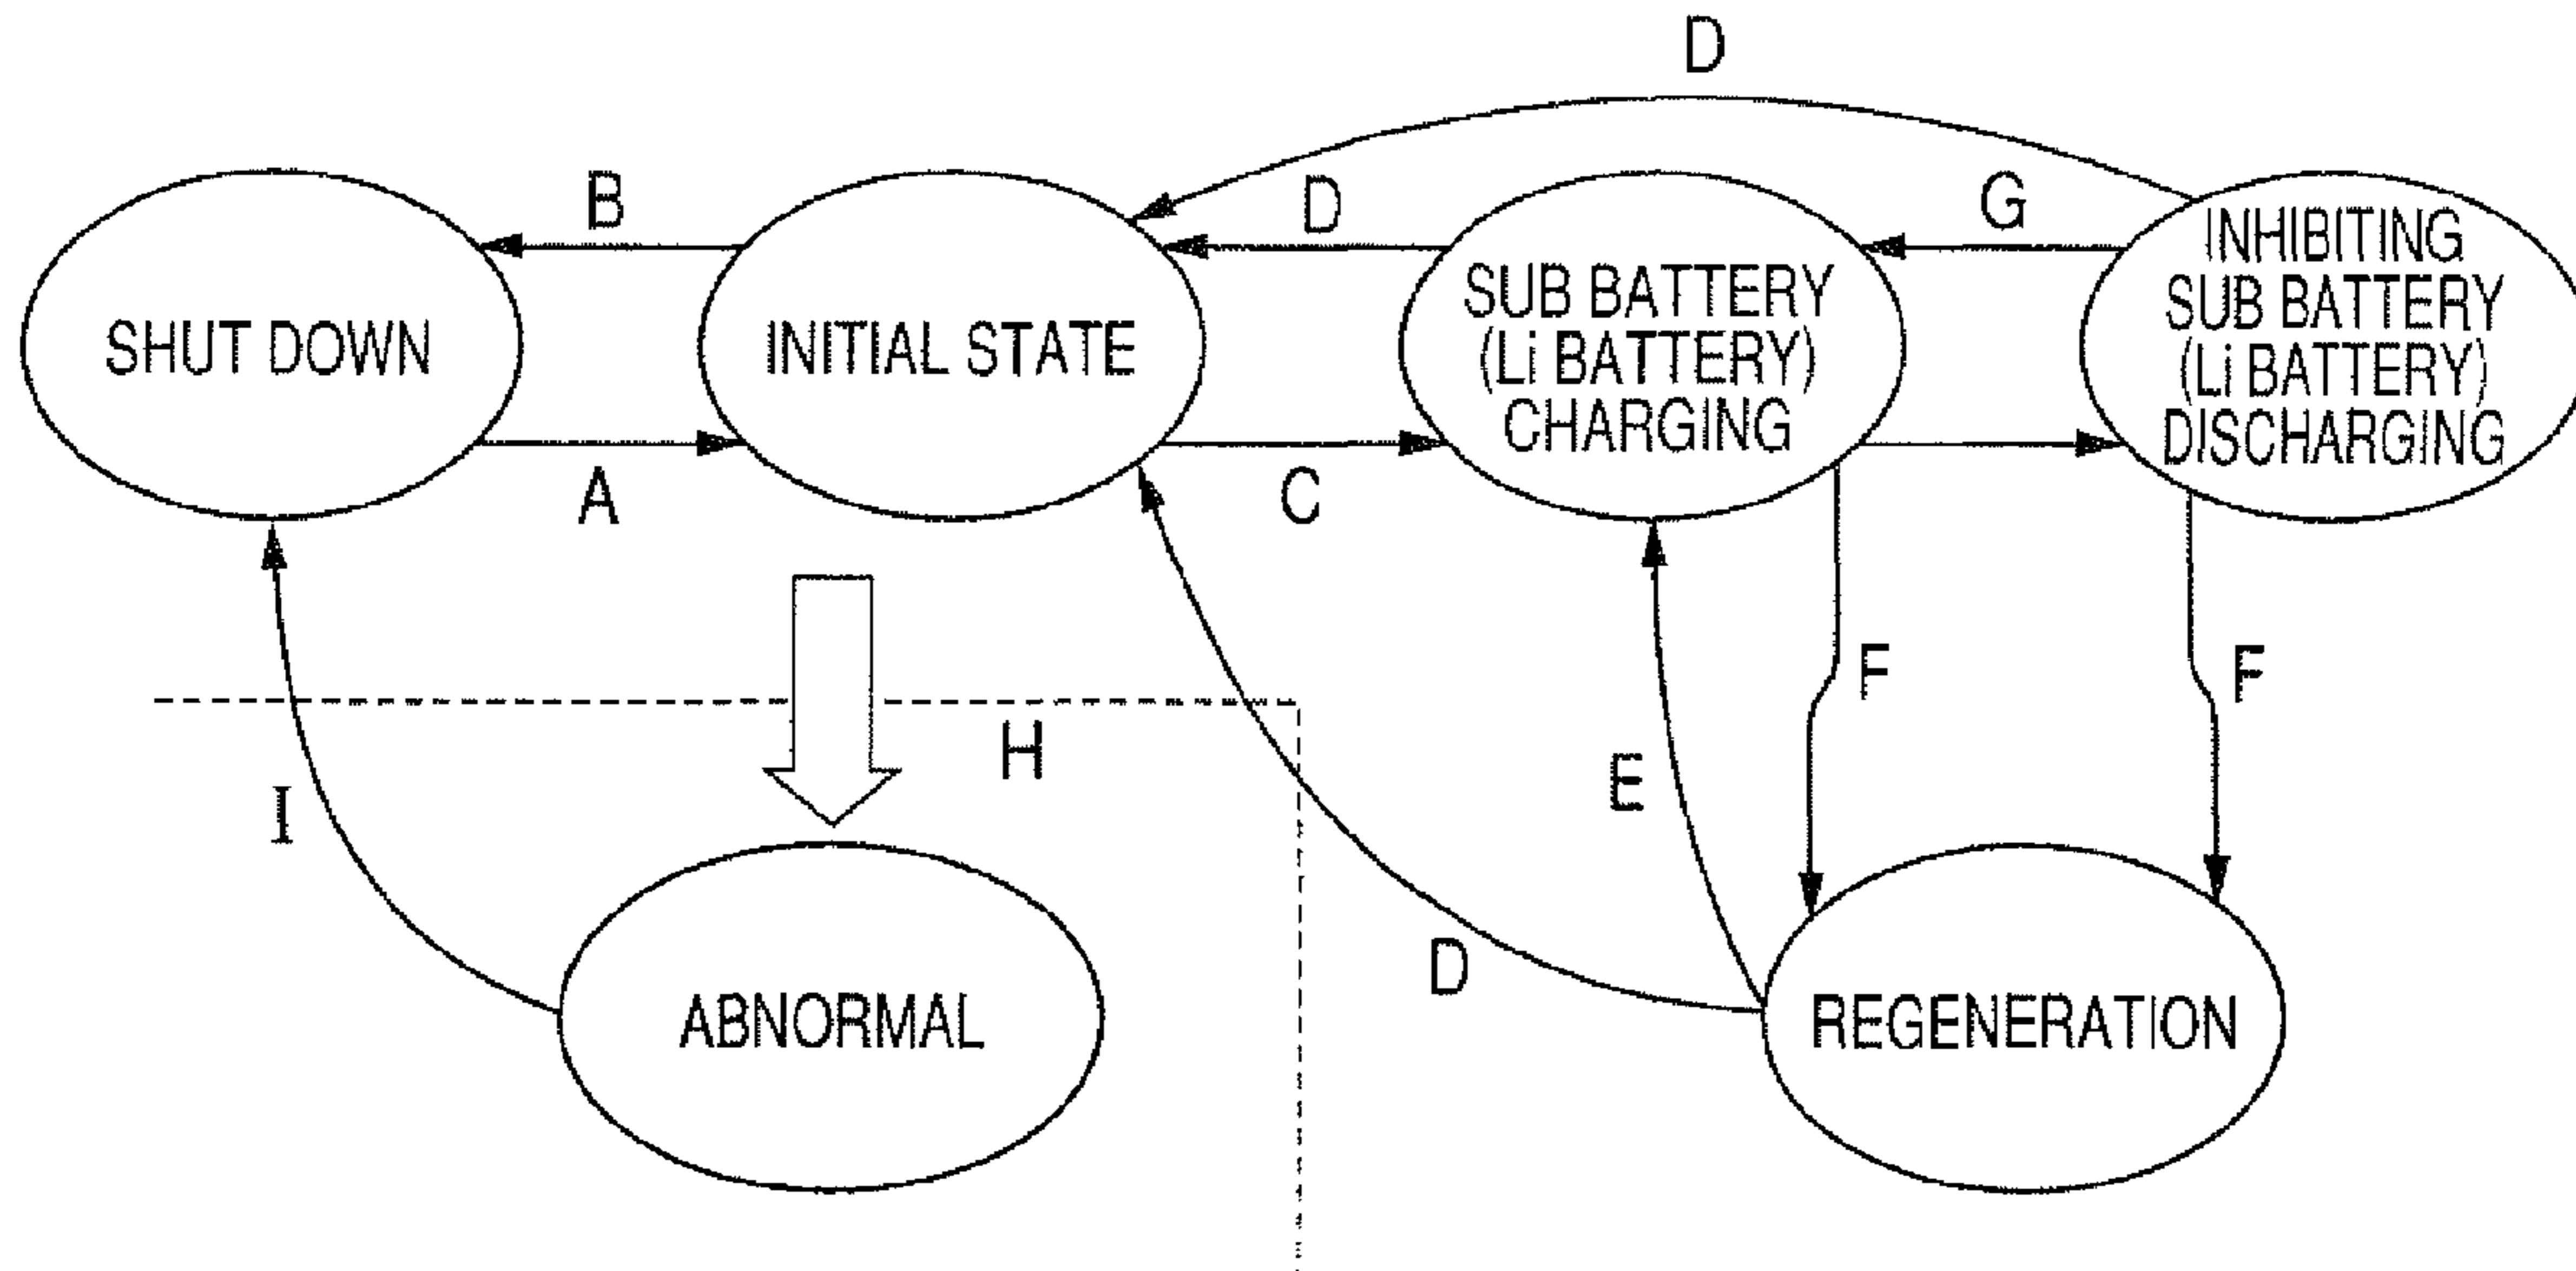 D
B
D
G
SHUT DOWN
INITIAL STATE
SUB BATTERY
(Li BATTERY)
CHARGING
INHIBITING
SUB BATTERY
(Li BATTERY)
DISCHARGING
A
C
F
F
H
E
I
D
ABNORMAL
REGENERATION